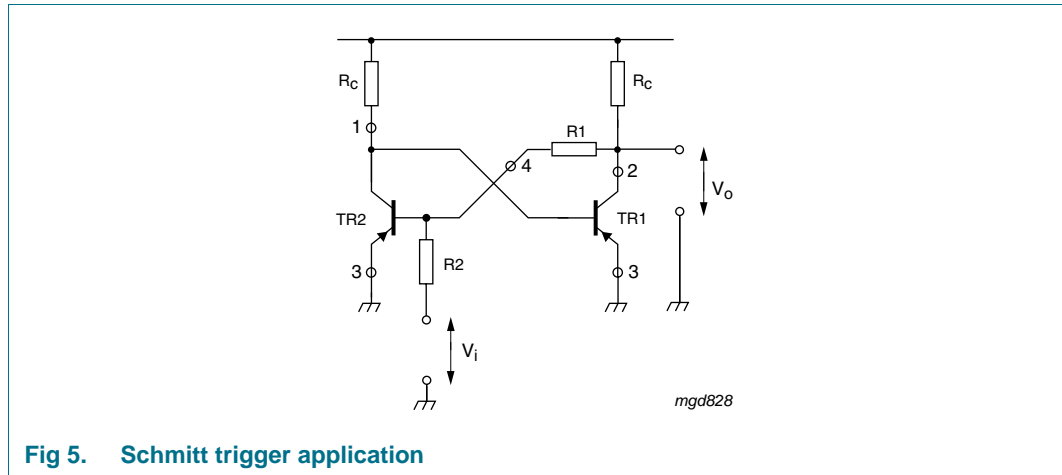 Rc
Rc
1
R1
4
2
Vo
TR2
TR1
3
R2
3
Vi
mgd828
Fig 5. Schmitt trigger application